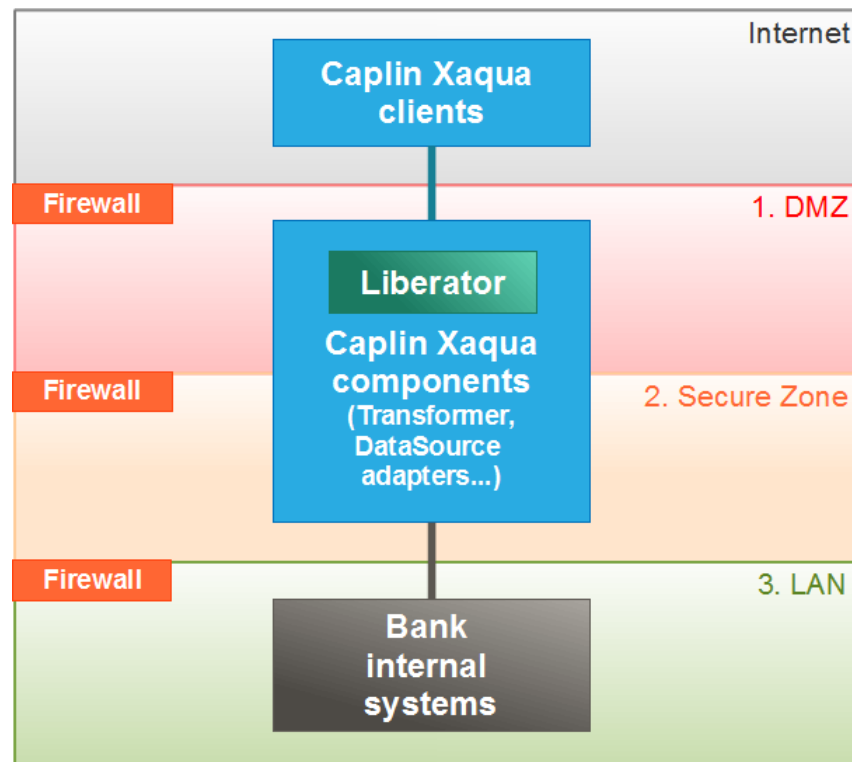 Internet
Caplin Xaqua
clients
Firewall
1. DMZ
Liberator
Caplin Xaqua
components
(Transformer,
DataSource
adapters...)
Firewall
2. Secure Zone
Firewall
3. LAN
Bank
internal
systems